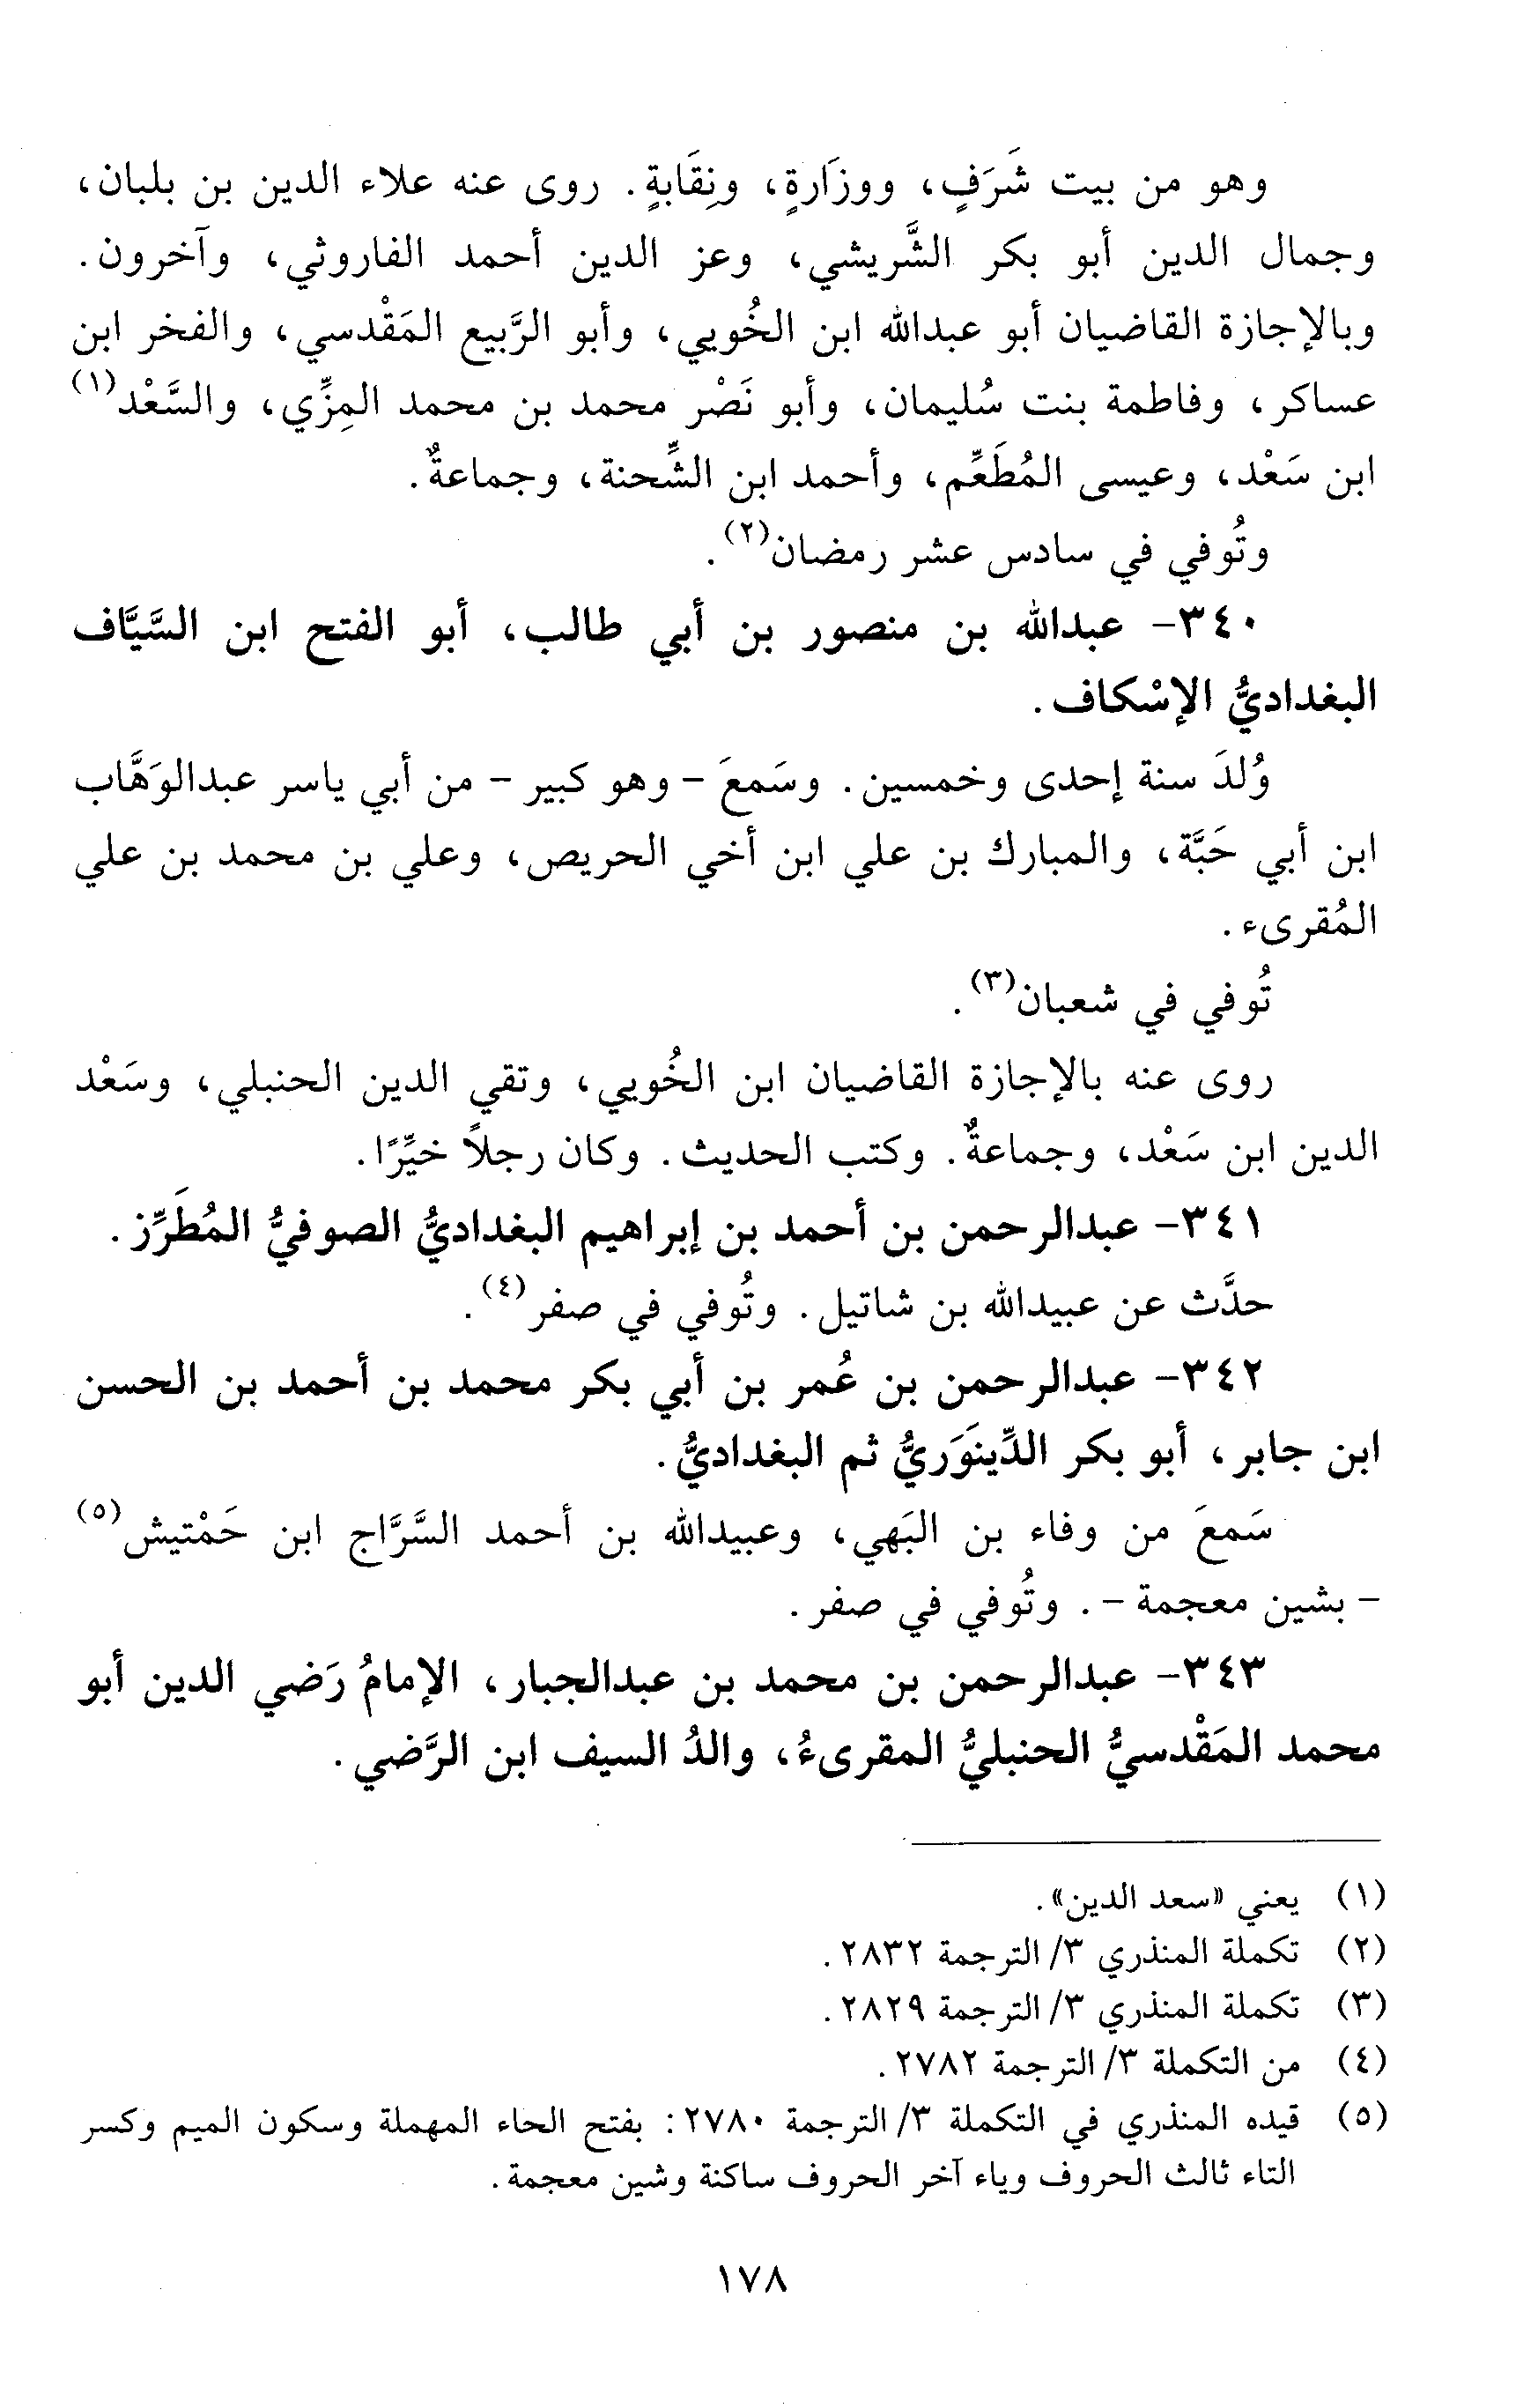 وهو من بيت شَرَفٍ، ووزَارةٍ، ونِقَابةٍ. روى عنه علاء الدين بن بلبان،
وجمال الدين أبو بكر الشَّريشي، وعز الدين أحمد الفاروثي، وآخرون.
وبالإجازة القاضيان أبو عبدالله ابن الخُويي، وأبو الرَّبيع المَقْدسي، والفخر ابن
عساكر، وفاطمة بنت سُليمان، وأبو نَصْر محمد بن محمد المِزِّي، والسَّعْد(١)
ابن سَعْد، وعيسى المُطَعِّم، وأحمد ابن الشِّحنة، وجماعةٌ.
وتُوفي في سادس عشر رمضان(٢).
٣٤٠- عبدالله بن منصور بن أبي طالب، أبو الفتح ابن السَّيَّاف
البغداديُّ الإسْكاف.
وُلدَ سنة إحدى وخمسين. وسَمعَ - وهو كبير - من أبي ياسر عبدالوَهَّاب
ابن أبي حَبَّة، والمبارك بن علي ابن أخي الحريص، وعلي بن محمد بن علي
المُقرىء.
تُوفي في شعبان(٣).
روى عنه بالإجازة القاضيان ابن الخُويي، وتقي الدين الحنبلي، وسَعْد
الدين ابن سَعْد، وجماعةٌ. وكتب الحديث. وكان رجلاً خيِّرًا.
٣٤١- عبدالرحمن بن أحمد بن إبراهيم البغداديُّ الصوفيُّ المُطَرِّز.
حدَّث عن عبيدالله بن شاتيل. وتُوفي في صفر(٤).
٣٤٢- عبدالرحمن بن عُمر بن أبي بكر محمد بن أحمد بن الحسن
ابن جابر، أبو بكر الدِّينَوَريُّ ثم البغداديُّ.
سَمعَ من وفاء بن البَهي، وعبيدالله بن أحمد السَّرَّاج ابن حَمْتيش(٥)
- بشين معجمة -. وتُوفي في صفر.
٣٤٣- عبدالرحمن بن محمد بن عبدالجبار، الإمامُ رَضي الدين أبو
محمد المَقْدسيُّ الحنبليُّ المقرىءُ، والدُ السيف ابن الرَّضي.
(١) يعني «سعد الدين».
(٢) تكملة المنذري ٣/ الترجمة ٢٨٣٢.
(٣) تكملة المنذري ٣/ الترجمة ٢٨٢٩.
(٤) من التكملة ٣/ الترجمة ٢٧٨٢.
(٥) قيده المنذري في التكملة ٣/ الترجمة ٢٧٨٠: بفتح الحاء المهملة وسكون الميم وكسر
التاء ثالث الحروف وياء آخر الحروف ساكنة وشين معجمة.
١٧٨